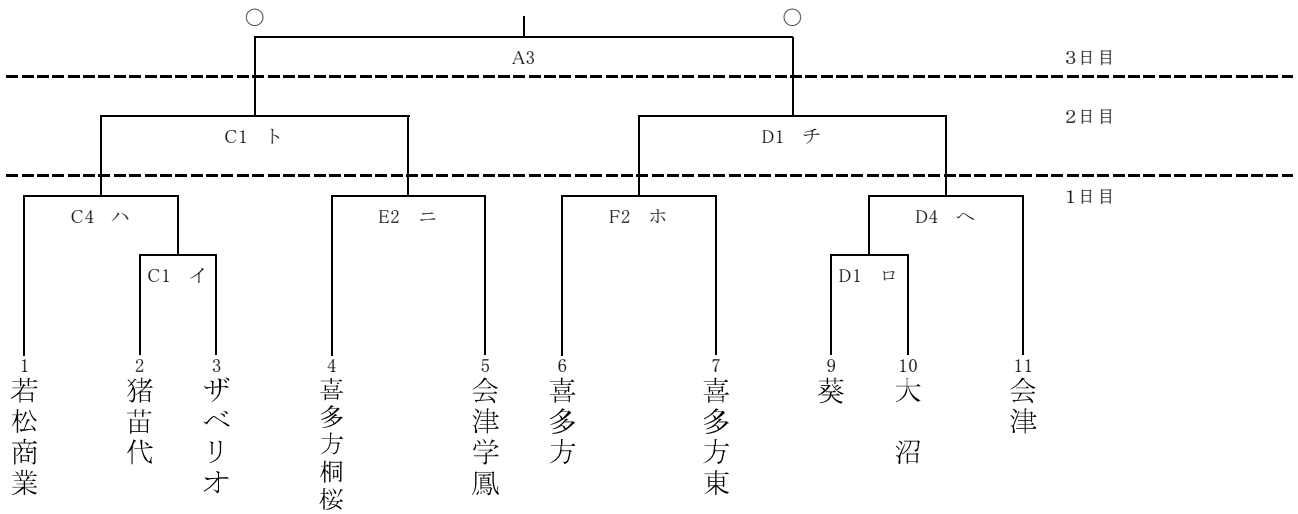 ○ ○
A3 3日目
C1 ト D1 チ 2日目
C4 ハ E2 ニ F2 ホ D4 ヘ 1日目
C1 イ D1 ロ
1 2 3 4 5 6 7 9 10 11
若松商業
猪苗代
ザベリオ
喜多方桐桜
会津学鳳
喜多方
喜多方東
葵
大沼
会津